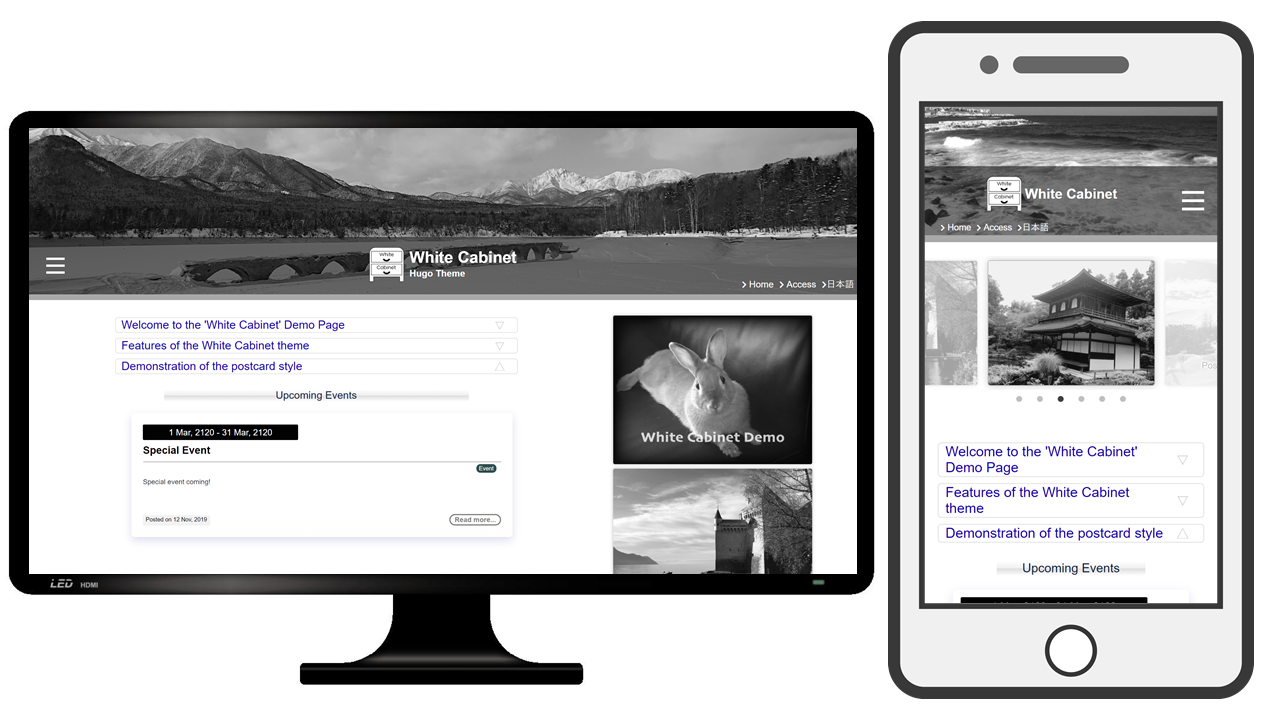 White
Cabinet
White Cabinet
Hugo Theme
Home Access 日本語
Welcome to the 'White Cabinet' Demo Page
Features of the White Cabinet theme
Demonstration of the postcard style
Upcoming Events
1 Mar, 2120 - 31 Mar, 2120
Special Event
Event
Special event coming!
Posted on 12 Nov, 2019
Read more...
White Cabinet Demo
LED HDMI
White
Cabinet
White Cabinet
Home Access 日本語
Welcome to the 'White Cabinet'
Demo Page
Features of the White Cabinet
theme
Demonstration of the postcard style
Upcoming Events